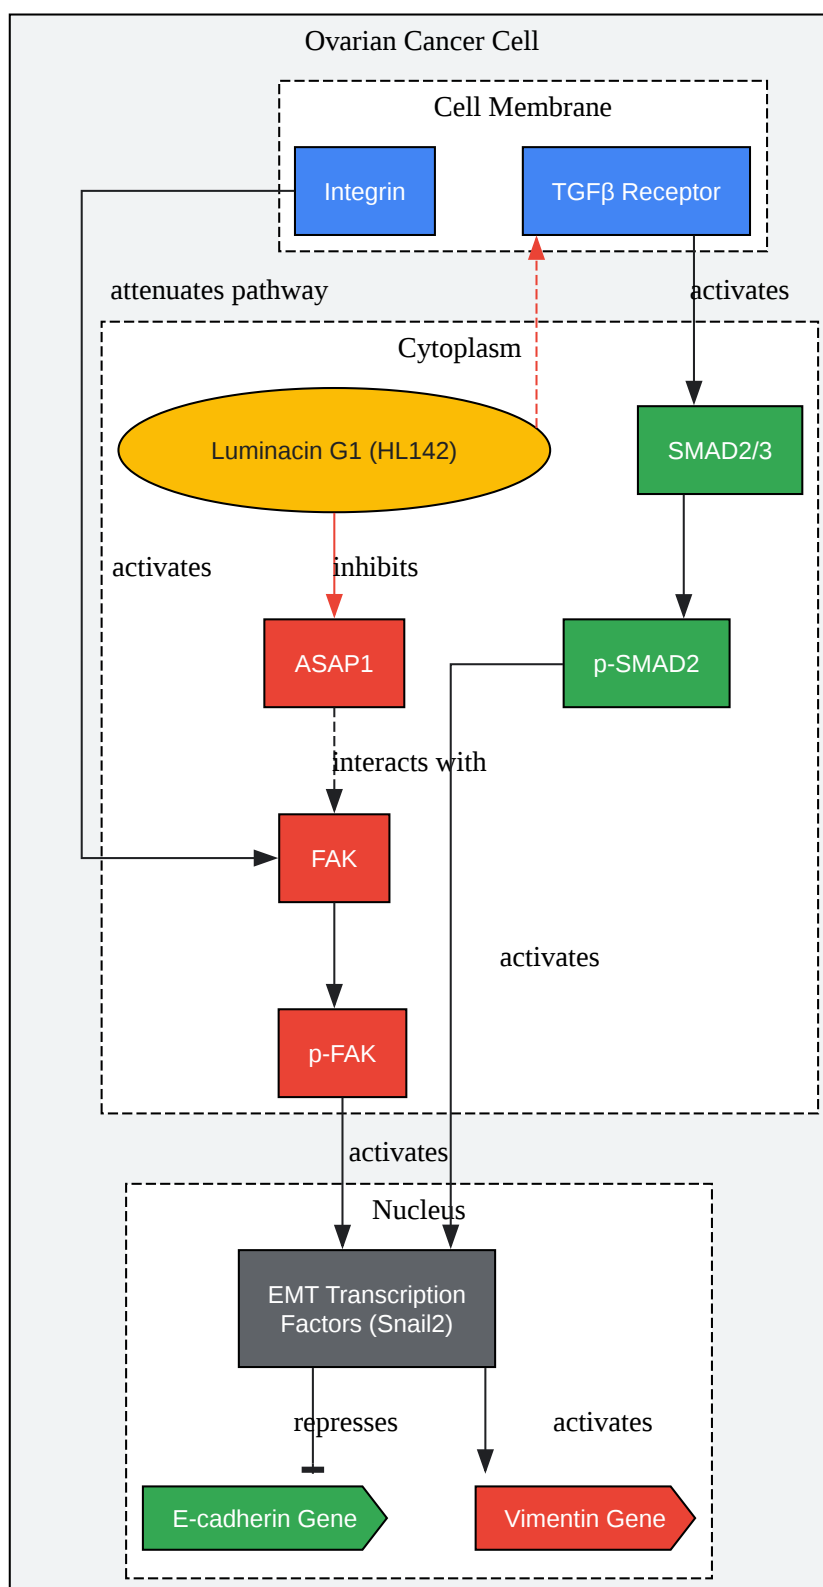 Ovarian Cancer Cell
Cell Membrane
Integrin
TGFβ Receptor
attenuates pathway
activates
Cytoplasm
Luminacin G1 (HL142)
SMAD2/3
activates
inhibits
ASAP1
p-SMAD2
interacts with
FAK
activates
p-FAK
activates
Nucleus
EMT Transcription
Factors (Snail2)
represses
activates
E-cadherin Gene
Vimentin Gene